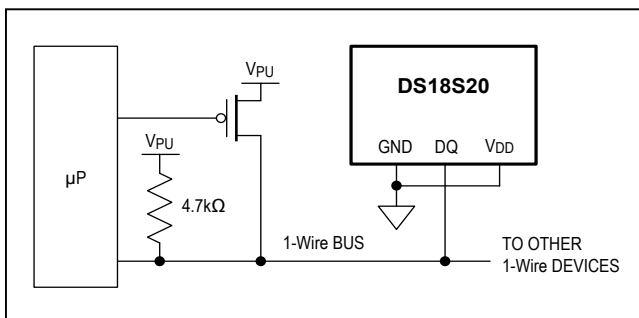 VPU
DS18S20
VPU
GND DQ VDD
µP
4.7kΩ
1-Wire BUS
TO OTHER
1-Wire DEVICES